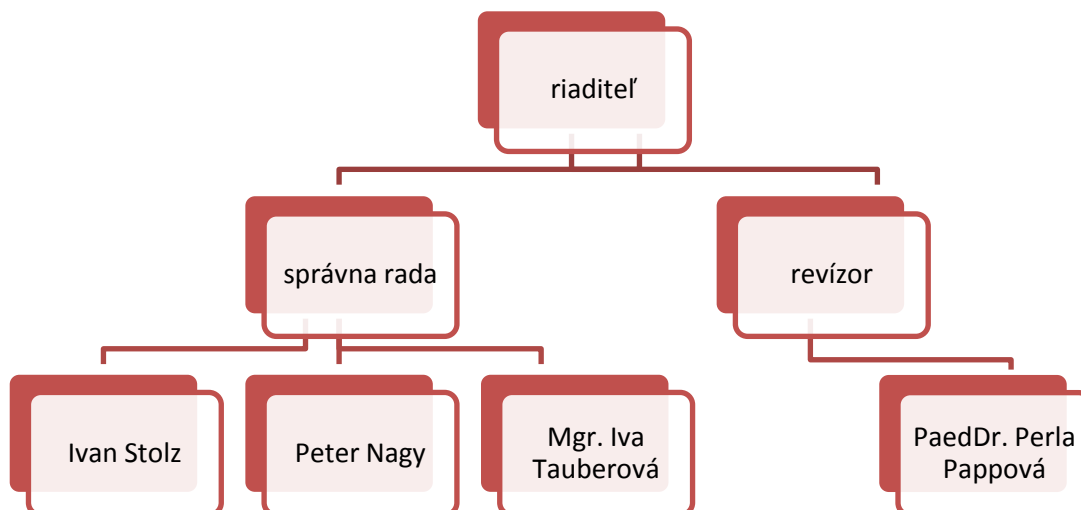 riaditeľ
správna rada
revízor
Ivan Stolz
Peter Nagy
Mgr. Iva
Tauberová
PaedDr. Perla
Pappová